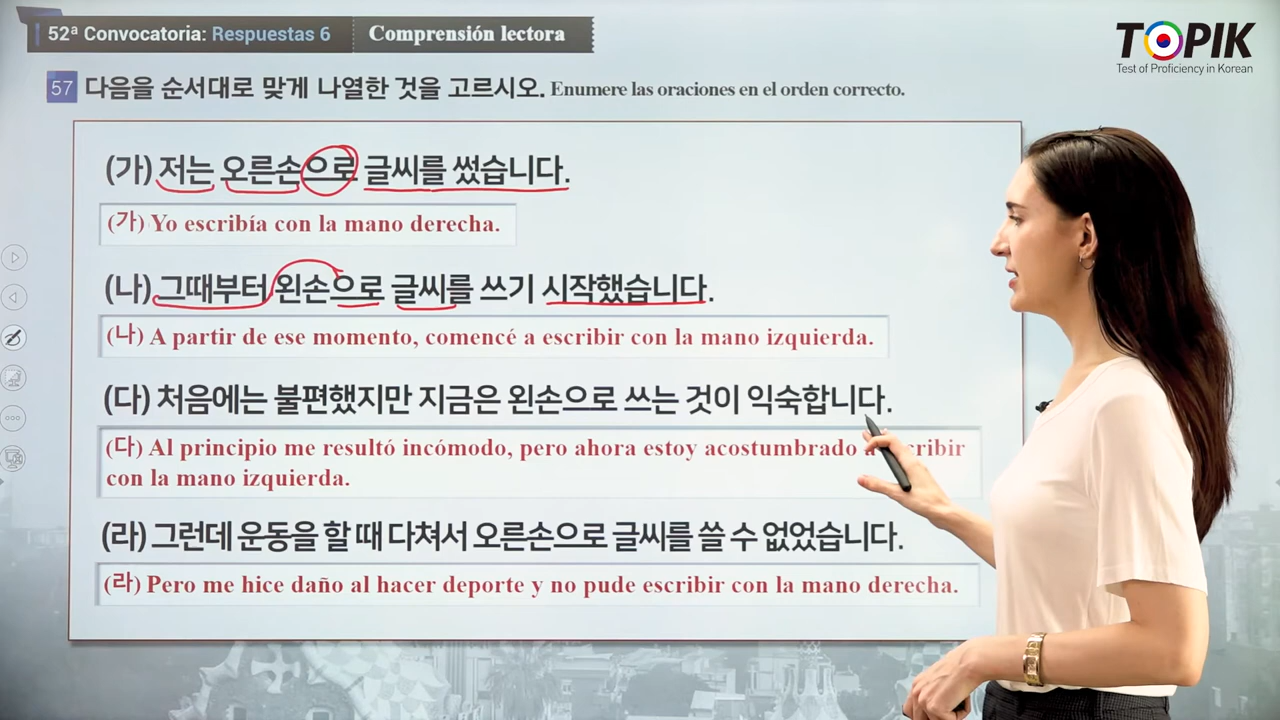 52ª Convocatoria: Respuestas 6 Comprensión lectora
TOPIK
Test of Proficiency in Korean
57 다음을 순서대로 맞게 나열한 것을 고르시오. Enumere las oraciones en el orden correcto.
(가) 저는 오른손으로 글씨를 썼습니다.
(가) Yo escribía con la mano derecha.
(나) 그때부터 왼손으로 글씨를 쓰기 시작했습니다.
(나) A partir de ese momento, comencé a escribir con la mano izquierda.
(다) 처음에는 불편했지만 지금은 왼손으로 쓰는 것이 익숙합니다.
(다) Al principio me resultó incómodo, pero ahora estoy acostumbrado
con la mano izquierda.
(라) 그런데 운동을 할 때 다쳐서 오른손으로 글씨를 쓸 수 없었습니다.
(라) Pero me hice daño al hacer deporte y no pude escribir con la mano derecha.